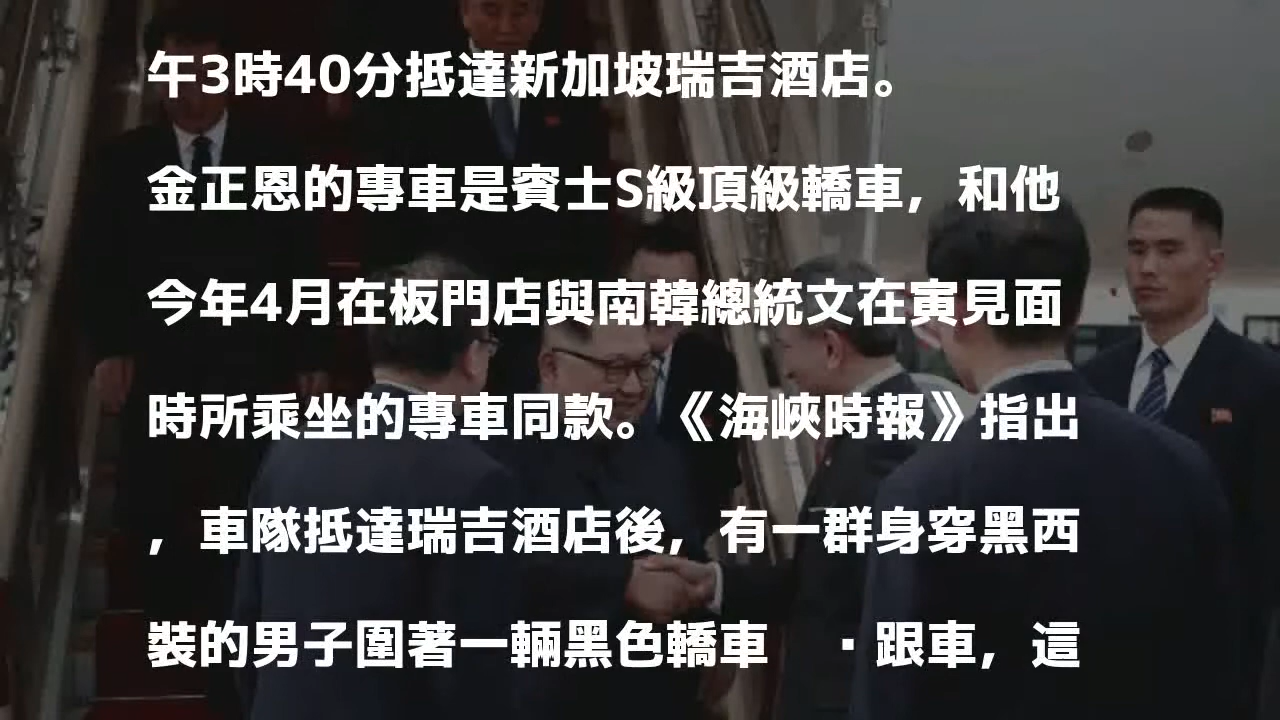 午3時40分抵達新加坡瑞吉酒店。
金正恩的專車是賓士S級頂級轎車，和他
今年4月在板門店與南韓總統文在寅見面
時所乘坐的專車同款。《海峽時報》指出
，車隊抵達瑞吉酒店後，有一群身穿黑西
裝的男子圍著一輛黑色轎車　·跟車，這